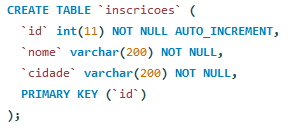 CREATE TABLE `inscricoes` (
`id` int(11) NOT NULL AUTO_INCREMENT,
`nome` varchar(200) NOT NULL,
`cidade` varchar(200) NOT NULL,
PRIMARY KEY (`id`)
);